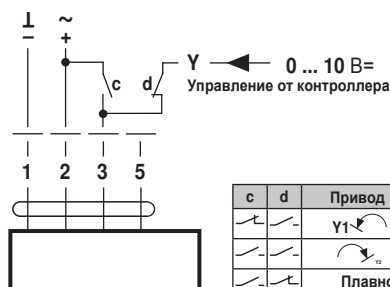 ⊥ ~
– +
c d Y 0 ... 10 В=
Управление от контроллера
1 2 3 5
c d Привод
Y1
Y2
Плавно